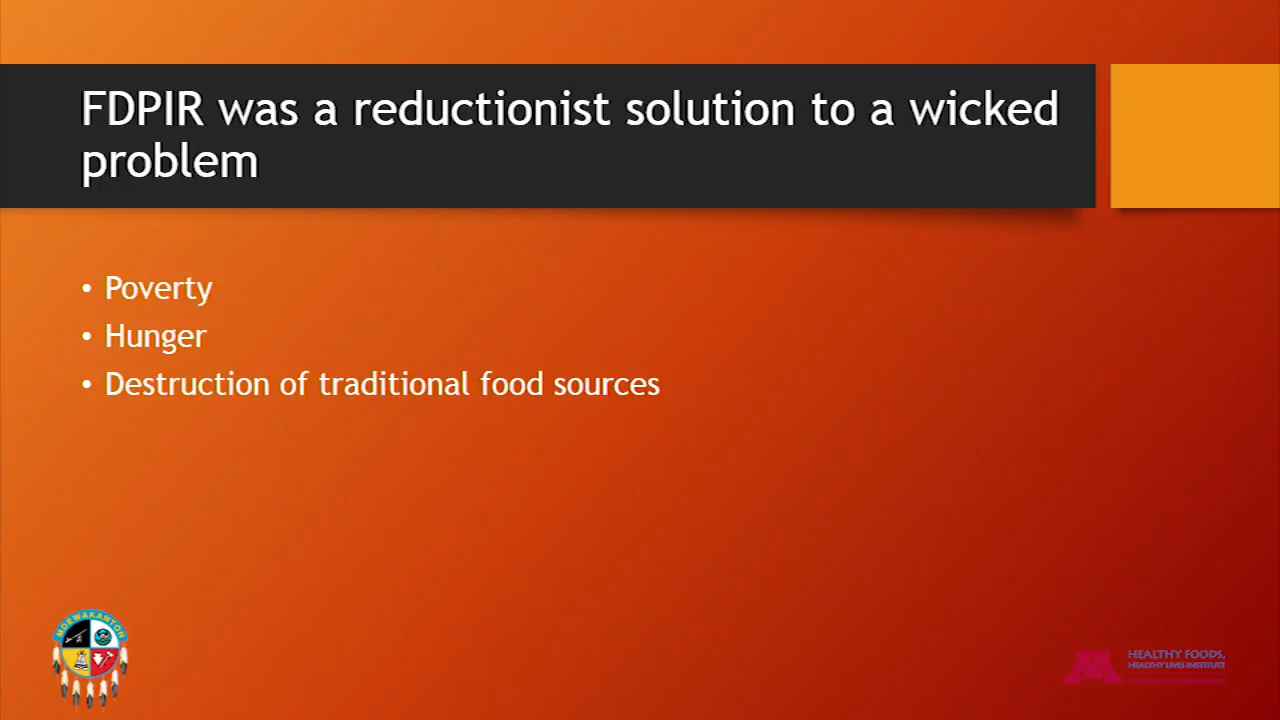 FDPIR was a reductionist solution to a wicked
problem
• Poverty
• Hunger
• Destruction of traditional food sources
MDEWAKANTON
HEALTHY FOODS,
HEALTHY LIVES INSTITUTE